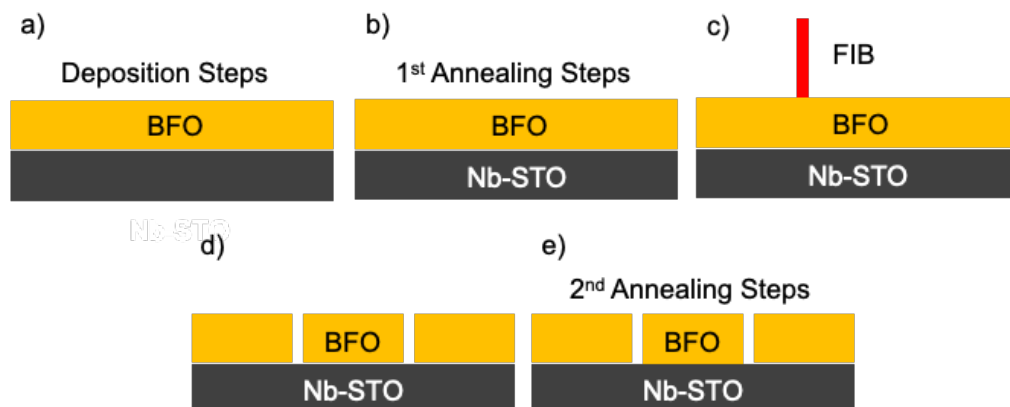 a)
Deposition Steps
BFO
Nb-STO
b)
1st Annealing Steps
BFO
Nb-STO
c)
FIB
BFO
Nb-STO
d)
BFO
Nb-STO
e)
2nd Annealing Steps
BFO
Nb-STO